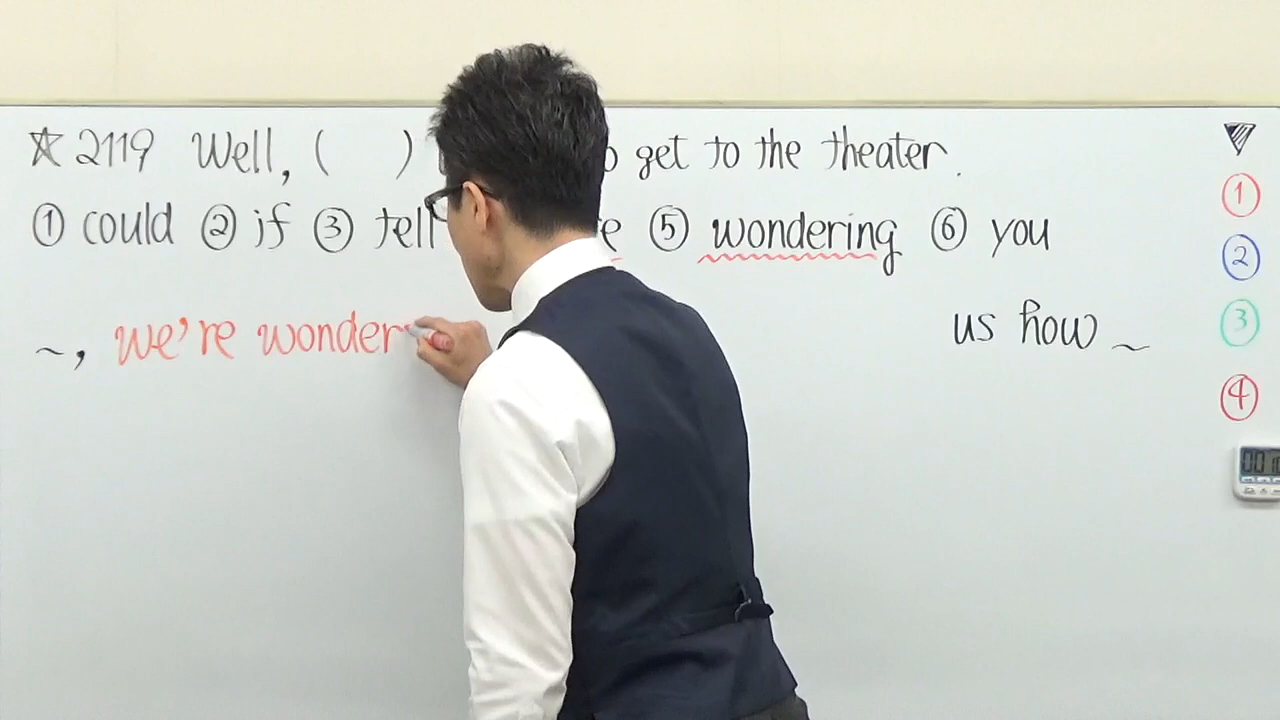 ☆2119 Well, (   ) get to the theater.
① could ② if ③ tell ⑤ wondering ⑥ you
～, we're wonder us how ～
①
②
③
④